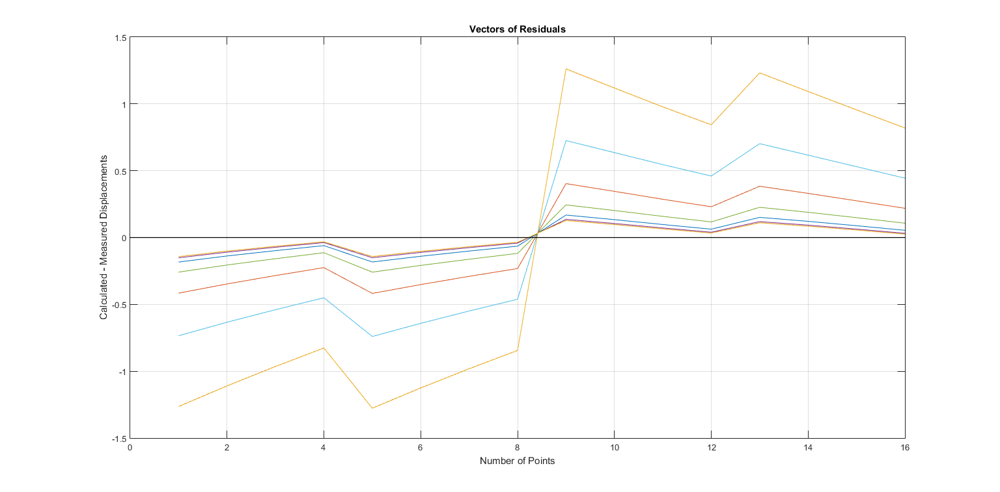 Vectors of Residuals
1.5
1
0.5
0
-0.5
-1
-1.5
Calculated - Measured Displacements
0 2 4 6 8 10 12 14 16
Number of Points